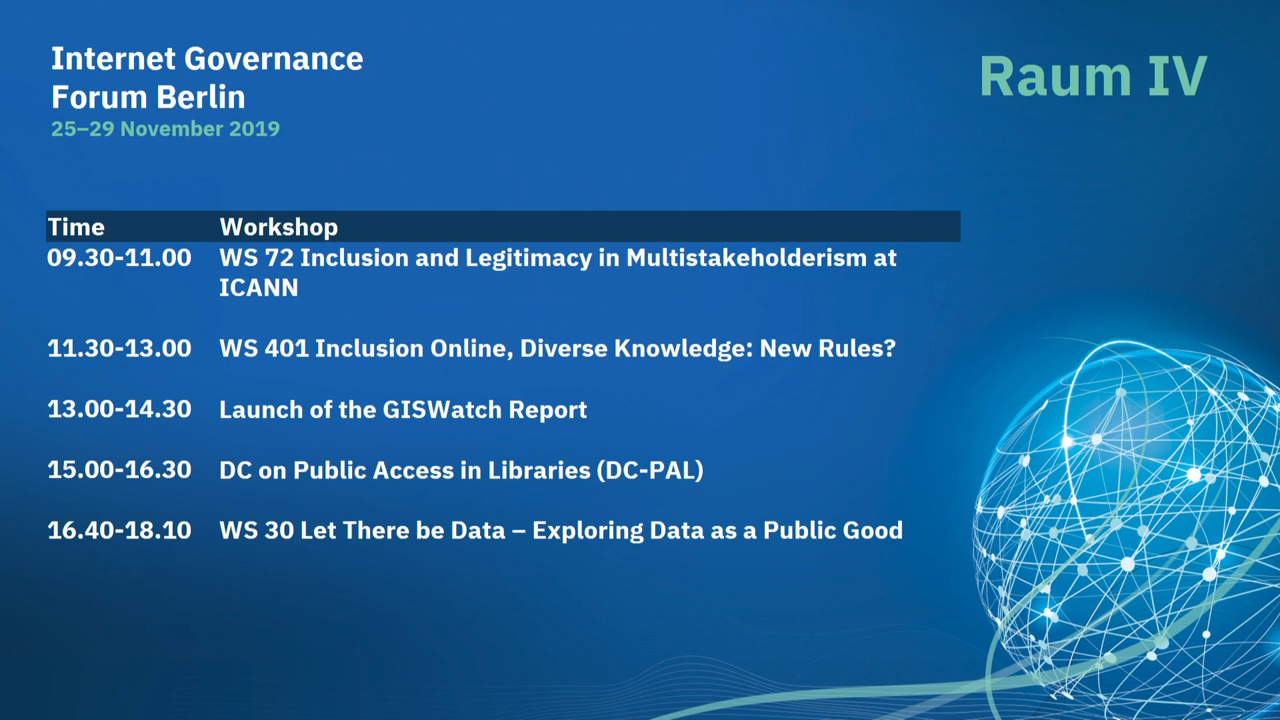 Internet Governance
Forum Berlin
25–29 November 2019
Raum IV
Time Workshop
09.30-11.00 WS 72 Inclusion and Legitimacy in Multistakeholderism at
ICANN
11.30-13.00 WS 401 Inclusion Online, Diverse Knowledge: New Rules?
13.00-14.30 Launch of the GISWatch Report
15.00-16.30 DC on Public Access in Libraries (DC-PAL)
16.40-18.10 WS 30 Let There be Data – Exploring Data as a Public Good